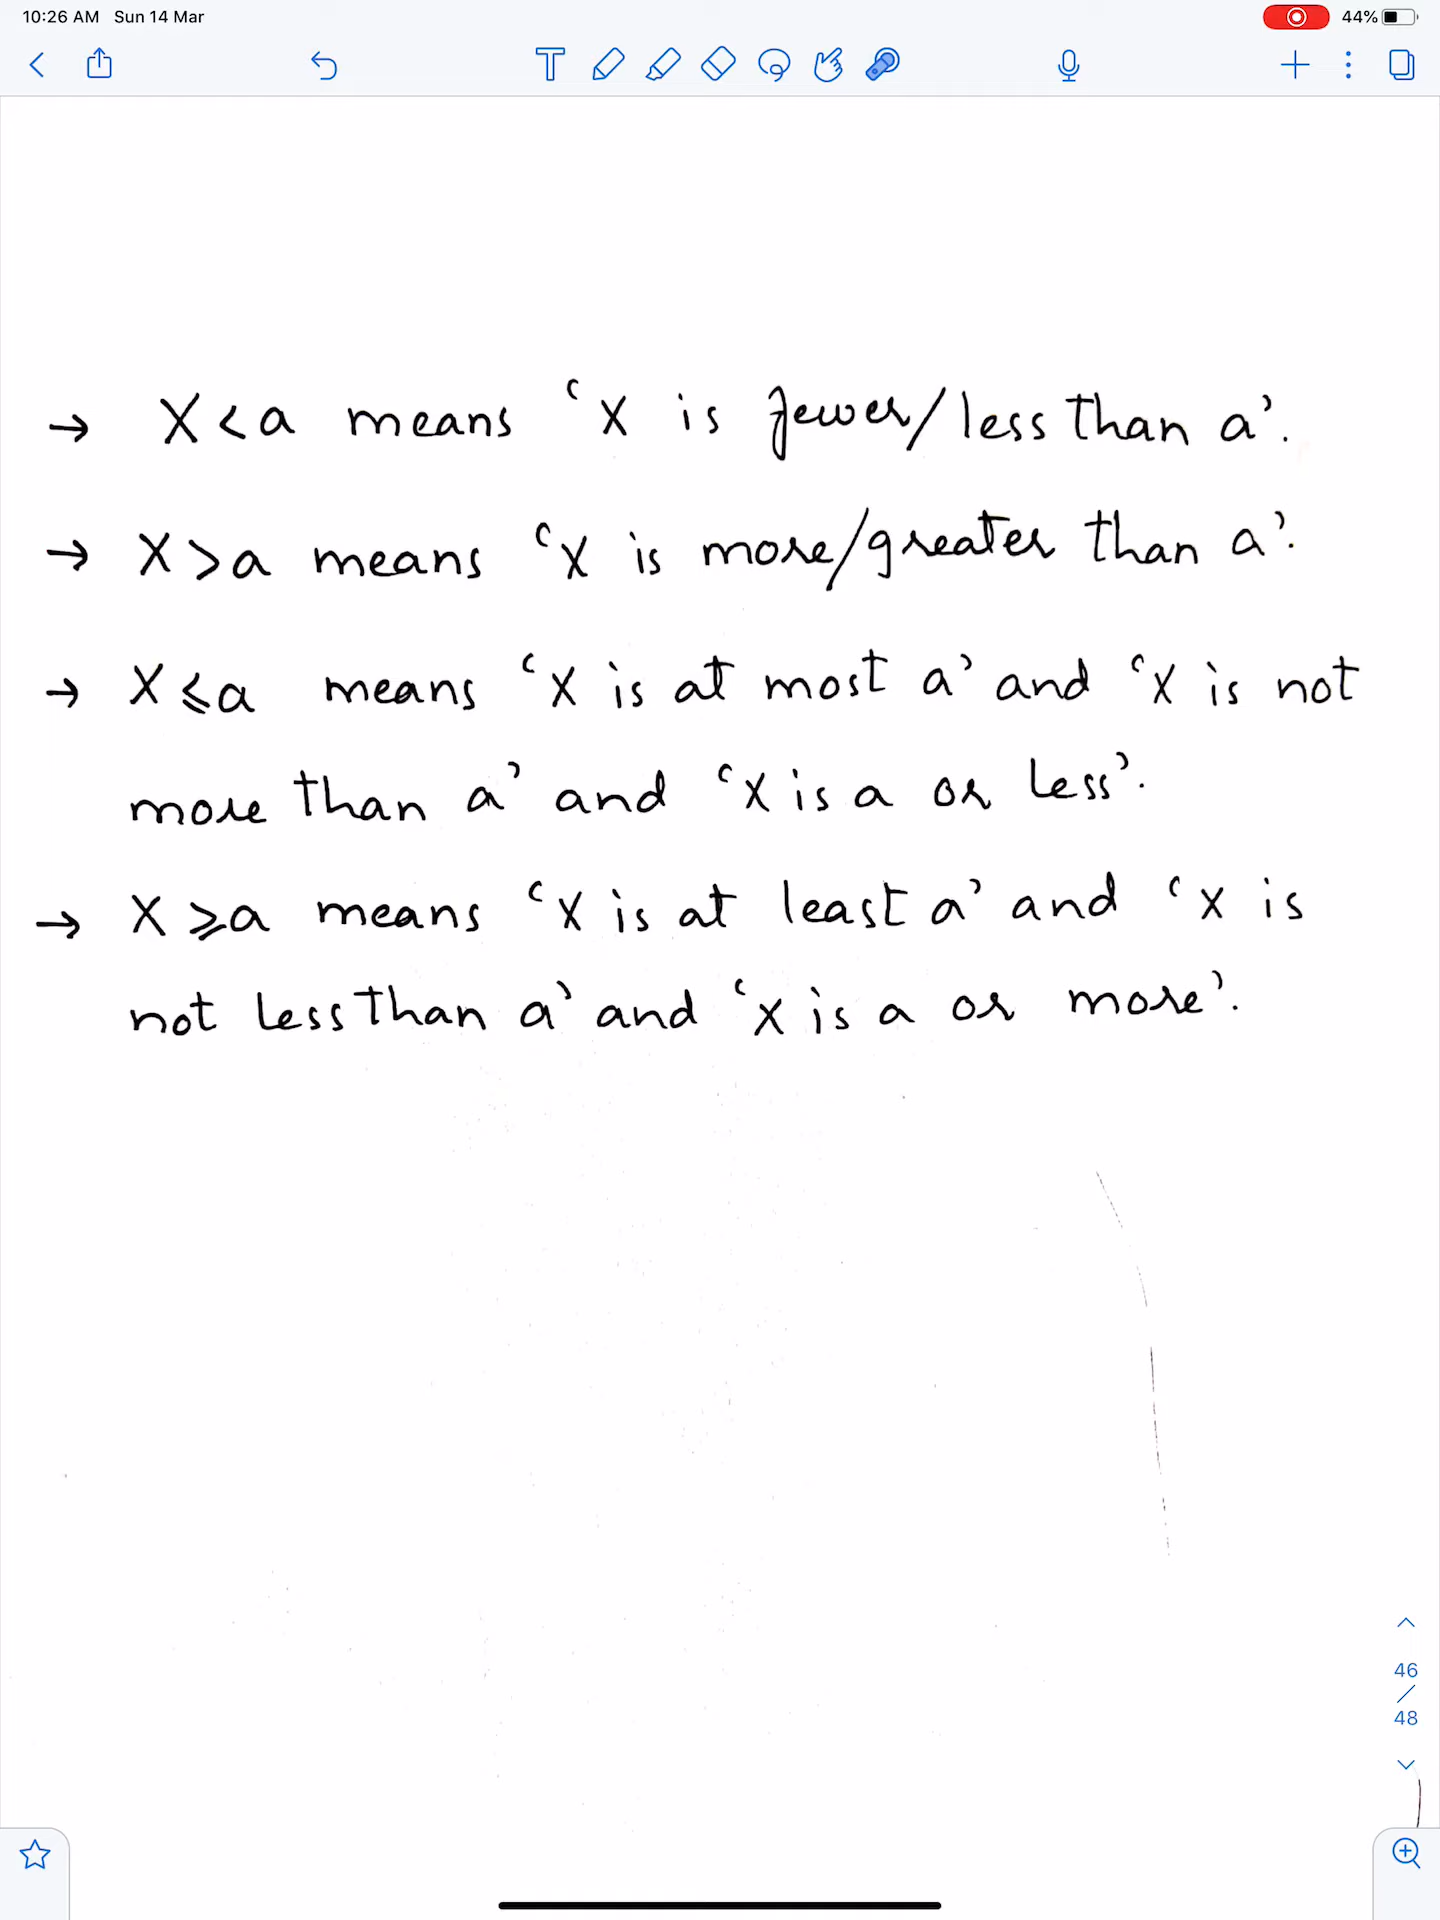 10:26 AM Sun 14 Mar 44%
→ X < a means ‘X is fewer/less than a’.
→ X > a means ‘X is more/greater than a’.
→ X ⩽ a means ‘X is at most a’ and ‘X is not
more than a’ and ‘X is a or less’.
→ X ⩾ a means ‘X is at least a’ and ‘X is
not less than a’ and ‘X is a or more’.
46
/
48